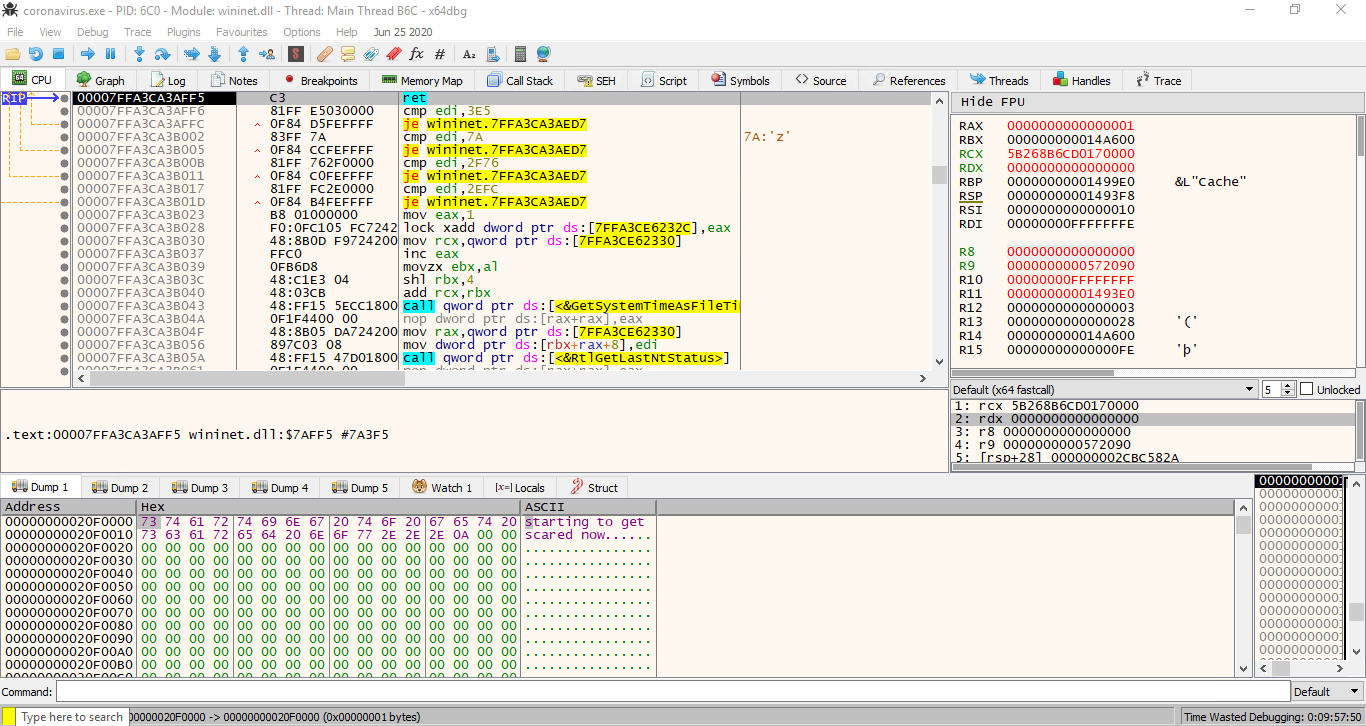 coronavirus.exe - PID: 6C0 - Module: wininet.dll - Thread: Main Thread B6C - x64dbg
File View Debug Trace Plugins Favourites Options Help Jun 25 2020
CPU Graph Log Notes Breakpoints Memory Map Call Stack SEH Script Symbols Source References Threads Handles Trace
RIP 00007FFA3CA3AFF5 C3 ret
00007FFA3CA3AFF6 81FF E5030000 cmp edi,3E5
00007FFA3CA3AFFC 0F84 D5FEFFFF je wininet.7FFA3CA3AED7
00007FFA3CA3B002 83FF 7A cmp edi,7A 7A:'z'
00007FFA3CA3B005 0F84 CCFEFFFF je wininet.7FFA3CA3AED7
00007FFA3CA3B00B 81FF 762F0000 cmp edi,2F76
00007FFA3CA3B011 0F84 C0FEFFFF je wininet.7FFA3CA3AED7
00007FFA3CA3B017 81FF FC2E0000 cmp edi,2EFC
00007FFA3CA3B01D 0F84 B4FEFFFF je wininet.7FFA3CA3AED7
00007FFA3CA3B023 B8 01000000 mov eax,1
00007FFA3CA3B028 F0:0FC105 FC7242 lock xadd dword ptr ds:[7FFA3CE6232C],eax
00007FFA3CA3B030 48:8B0D F9724200 mov rcx,qword ptr ds:[7FFA3CE62330]
00007FFA3CA3B037 FFC0 inc eax
00007FFA3CA3B039 0FB6D8 movzx ebx,al
00007FFA3CA3B03C 48:C1E3 04 shl rbx,4
00007FFA3CA3B040 48:03CB add rcx,rbx
00007FFA3CA3B043 48:FF15 5ECC1800 call qword ptr ds:[<&GetSystemTimeAsFileTi
00007FFA3CA3B04A 0F1F4400 00 nop dword ptr ds:[rax+rax],eax
00007FFA3CA3B04F 48:8B05 DA724200 mov rax,qword ptr ds:[7FFA3CE62330]
00007FFA3CA3B056 897C03 08 mov dword ptr ds:[rbx+rax+8],edi
00007FFA3CA3B05A 48:FF15 47D01800 call qword ptr ds:[<&RtlGetLastNtStatus>]
Hide FPU
RAX 0000000000000001
RBX 000000000014A600
RCX 5B268B6CD0170000
RDX 0000000000000000
RBP 00000000001499E0 &L"Cache"
RSP 00000000001493F8
RSI 0000000000000010
RDI 00000000FFFFFFFE
R8 0000000000000000
R9 0000000000572090
R10 00000000FFFFFFFF
R11 00000000001493E0
R12 0000000000000003
R13 0000000000000028 '('
R14 000000000014A600
R15 00000000000000FE 'þ'
Default (x64 fastcall) 5 Unlocked
1: rcx 5B268B6CD0170000
2: rdx 0000000000000000
3: r8 0000000000000000
4: r9 0000000000572090
5: [rsp+28] 000000002CBC582A
.text:00007FFA3CA3AFF5 wininet.dll:$7AFF5 #7A3F5
Dump 1 Dump 2 Dump 3 Dump 4 Dump 5 Watch 1 [x=] Locals Struct
Address Hex ASCII
00000000020F0000 73 74 61 72 74 69 6E 67 20 74 6F 20 67 65 74 20 starting to get
00000000020F0010 73 63 61 72 65 64 20 6E 6F 77 2E 2E 2E 0A 00 00 scared now......
00000000020F0020 00 00 00 00 00 00 00 00 00 00 00 00 00 00 00 00 ................
00000000020F0030 00 00 00 00 00 00 00 00 00 00 00 00 00 00 00 00 ................
00000000020F0040 00 00 00 00 00 00 00 00 00 00 00 00 00 00 00 00 ................
00000000020F0050 00 00 00 00 00 00 00 00 00 00 00 00 00 00 00 00 ................
00000000020F0060 00 00 00 00 00 00 00 00 00 00 00 00 00 00 00 00 ................
00000000020F0070 00 00 00 00 00 00 00 00 00 00 00 00 00 00 00 00 ................
00000000020F0080 00 00 00 00 00 00 00 00 00 00 00 00 00 00 00 00 ................
00000000020F0090 00 00 00 00 00 00 00 00 00 00 00 00 00 00 00 00 ................
00000000020F00A0 00 00 00 00 00 00 00 00 00 00 00 00 00 00 00 00 ................
00000000020F00B0 00 00 00 00 00 00 00 00 00 00 00 00 00 00 00 00 ................
Command: Default
Type here to search 00000020F0000 -> 00000000020F0000 (0x00000001 bytes) Time Wasted Debugging: 0:09:57:50